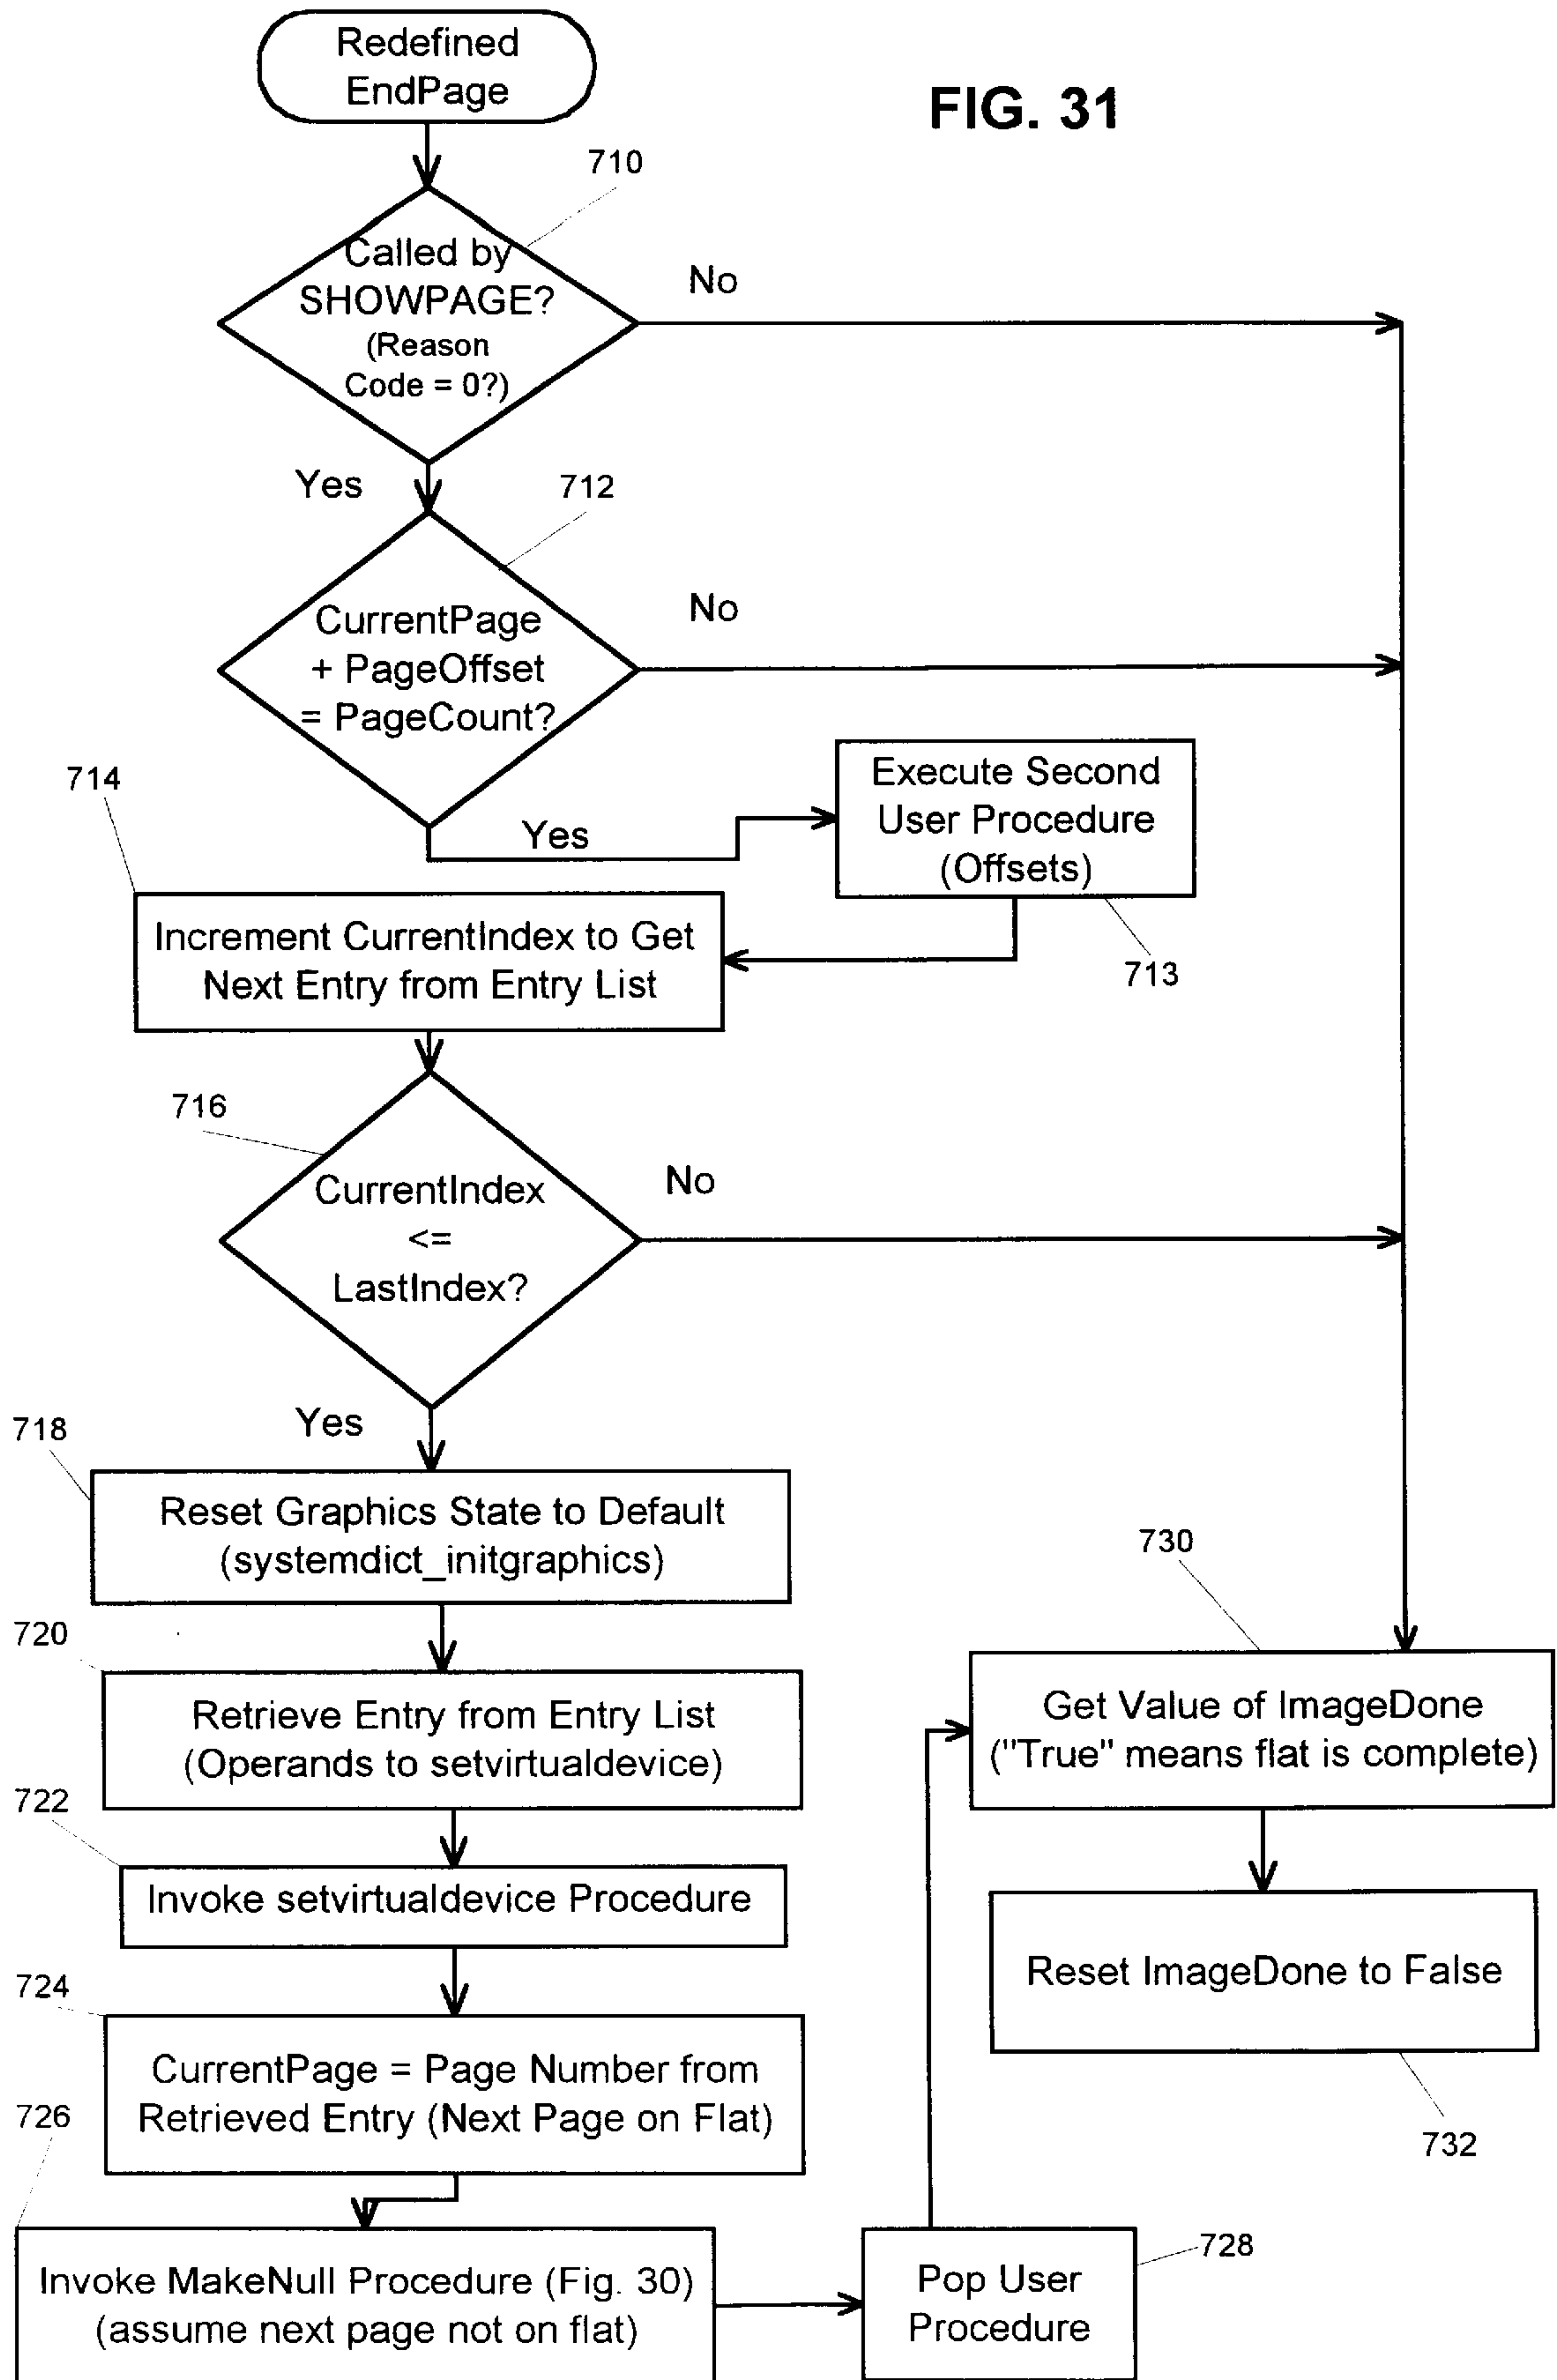 Redefined
EndPage
FIG. 31
710
Called by
SHOWPAGE?
(Reason
Code = 0?)
No
Yes
712
CurrentPage
+ PageOffset
= PageCount?
No
Yes
Execute Second
User Procedure
(Offsets)
713
714
Increment CurrentIndex to Get
Next Entry from Entry List
716
CurrentIndex
<=
LastIndex?
No
Yes
718
Reset Graphics State to Default
(systemdict_initgraphics)
720
Retrieve Entry from Entry List
(Operands to setvirtualdevice)
722
Invoke setvirtualdevice Procedure
724
CurrentPage = Page Number from
Retrieved Entry (Next Page on Flat)
726
Invoke MakeNull Procedure (Fig. 30)
(assume next page not on flat)
728
Pop User
Procedure
730
Get Value of ImageDone
("True" means flat is complete)
Reset ImageDone to False
732